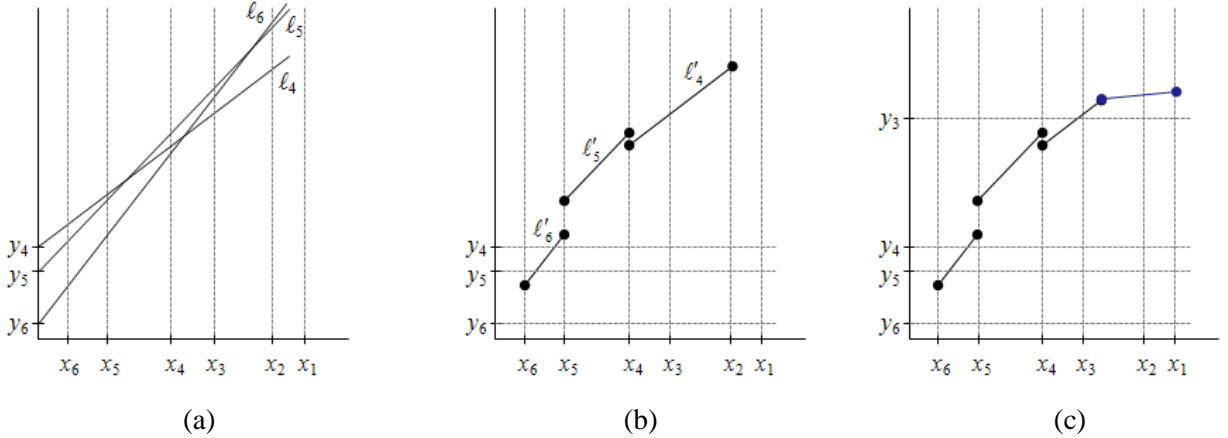 ℓ₆
ℓ₅
ℓ₄
y₄
y₅
y₆
x₆ x₅ x₄ x₃ x₂ x₁
(a)
ℓ′₄
ℓ′₅
ℓ′₆
y₄
y₅
y₆
x₆ x₅ x₄ x₃ x₂ x₁
(b)
y₃
y₄
y₅
y₆
x₆ x₅ x₄ x₃ x₂ x₁
(c)